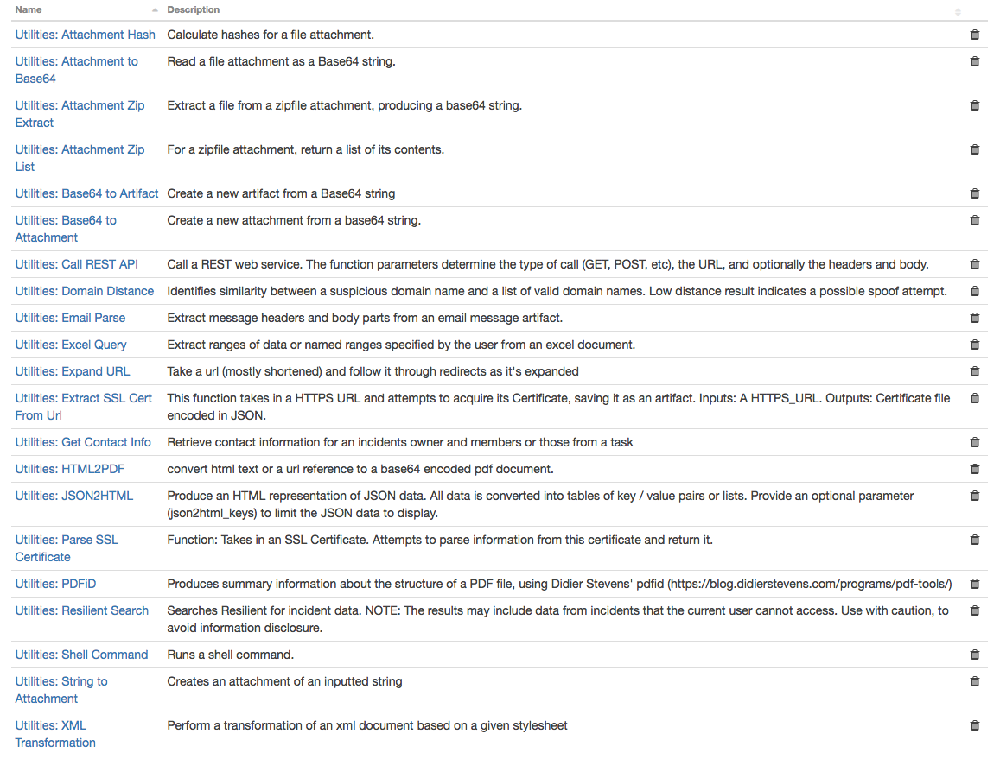 Name Description
Utilities: Attachment Hash Calculate hashes for a file attachment.
Utilities: Attachment to Read a file attachment as a Base64 string.
Base64
Utilities: Attachment Zip Extract a file from a zipfile attachment, producing a base64 string.
Extract
Utilities: Attachment Zip For a zipfile attachment, return a list of its contents.
List
Utilities: Base64 to Artifact Create a new artifact from a Base64 string
Utilities: Base64 to Create a new attachment from a base64 string.
Attachment
Utilities: Call REST API Call a REST web service. The function parameters determine the type of call (GET, POST, etc), the URL, and optionally the headers and body.
Utilities: Domain Distance Identifies similarity between a suspicious domain name and a list of valid domain names. Low distance result indicates a possible spoof attempt.
Utilities: Email Parse Extract message headers and body parts from an email message artifact.
Utilities: Excel Query Extract ranges of data or named ranges specified by the user from an excel document.
Utilities: Expand URL Take a url (mostly shortened) and follow it through redirects as it's expanded
Utilities: Extract SSL Cert This function takes in a HTTPS URL and attempts to acquire its Certificate, saving it as an artifact. Inputs: A HTTPS_URL. Outputs: Certificate file
From Url encoded in JSON.
Utilities: Get Contact Info Retrieve contact information for an incidents owner and members or those from a task
Utilities: HTML2PDF convert html text or a url reference to a base64 encoded pdf document.
Utilities: JSON2HTML Produce an HTML representation of JSON data. All data is converted into tables of key / value pairs or lists. Provide an optional parameter
(json2html_keys) to limit the JSON data to display.
Utilities: Parse SSL Function: Takes in an SSL Certificate. Attempts to parse information from this certificate and return it.
Certificate
Utilities: PDFiD Produces summary information about the structure of a PDF file, using Didier Stevens' pdfid (https://blog.didierstevens.com/programs/pdf-tools/)
Utilities: Resilient Search Searches Resilient for incident data. NOTE: The results may include data from incidents that the current user cannot access. Use with caution, to
avoid information disclosure.
Utilities: Shell Command Runs a shell command.
Utilities: String to Creates an attachment of an inputted string
Attachment
Utilities: XML Perform a transformation of an xml document based on a given stylesheet
Transformation